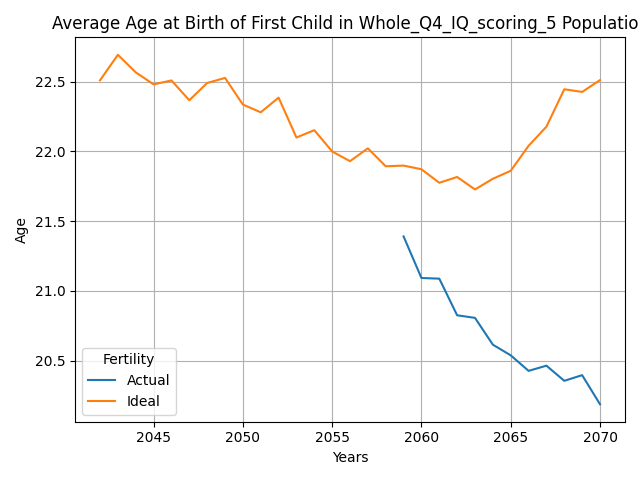 Average Age at Birth of First Child in Whole_Q4_IQ_scoring_5 Populatio
Age
22.5
22.0
21.5
21.0
20.5
Fertility
Actual
Ideal
2045 2050 2055 2060 2065 2070
Years